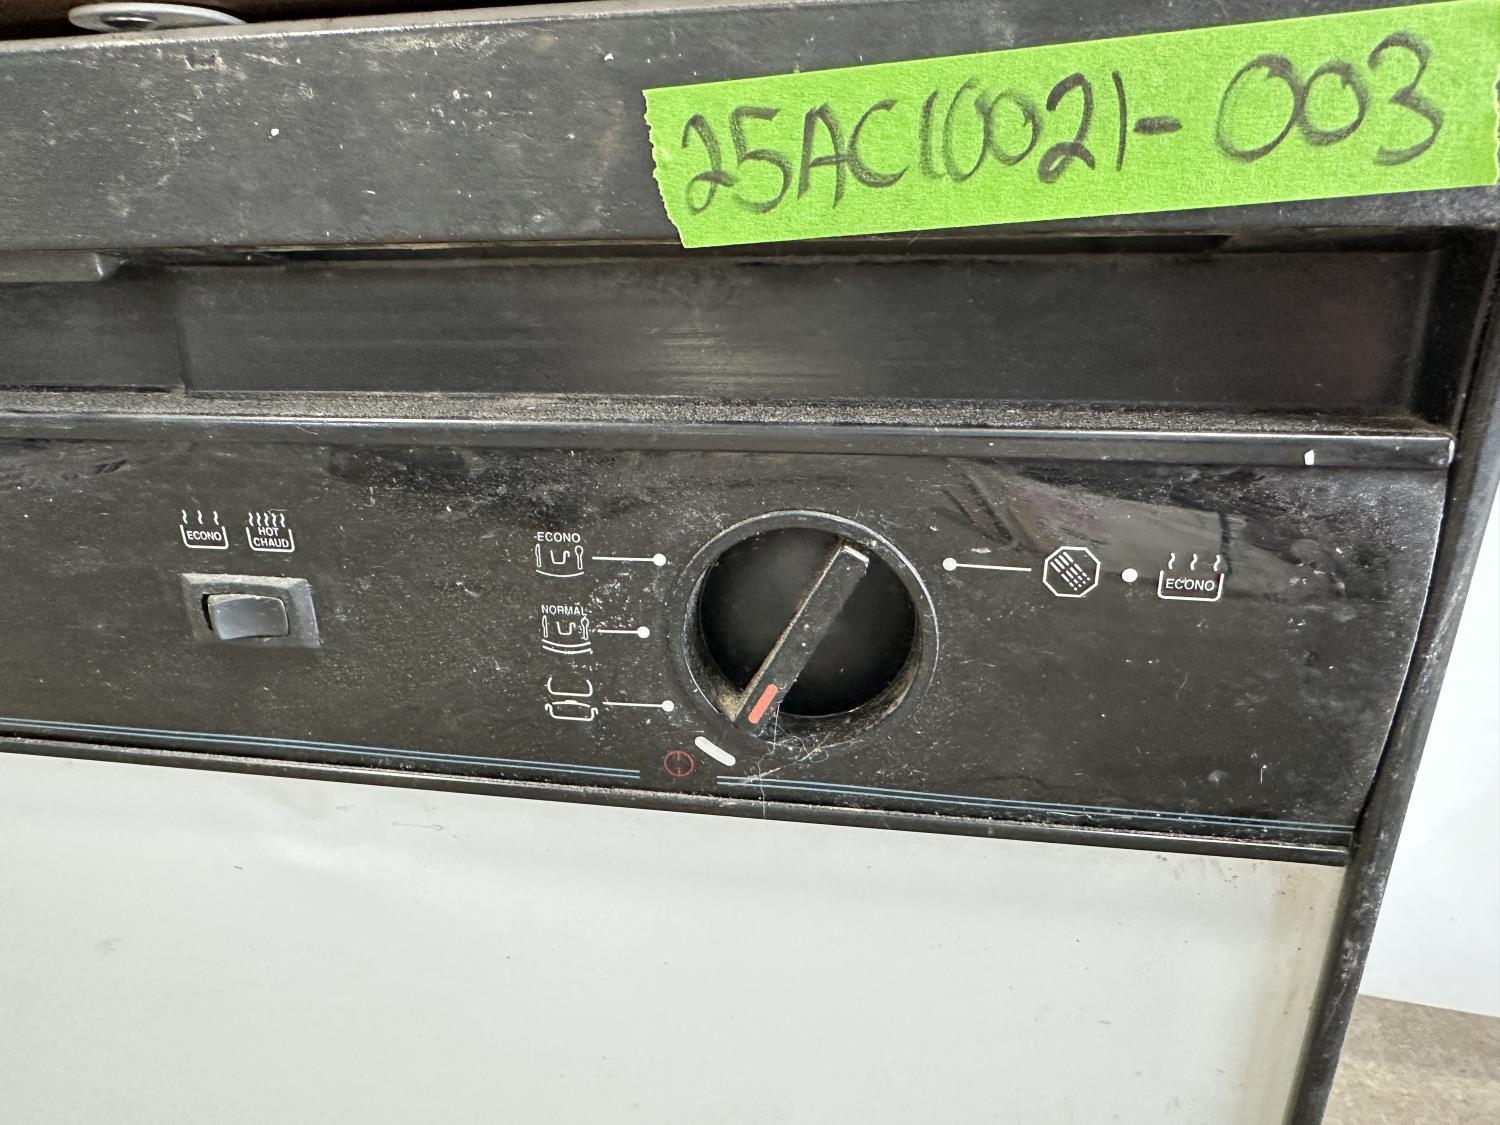 25AC10021-003
ECONO
HOT
CHAUD
ECONO
NORMAL
ECONO